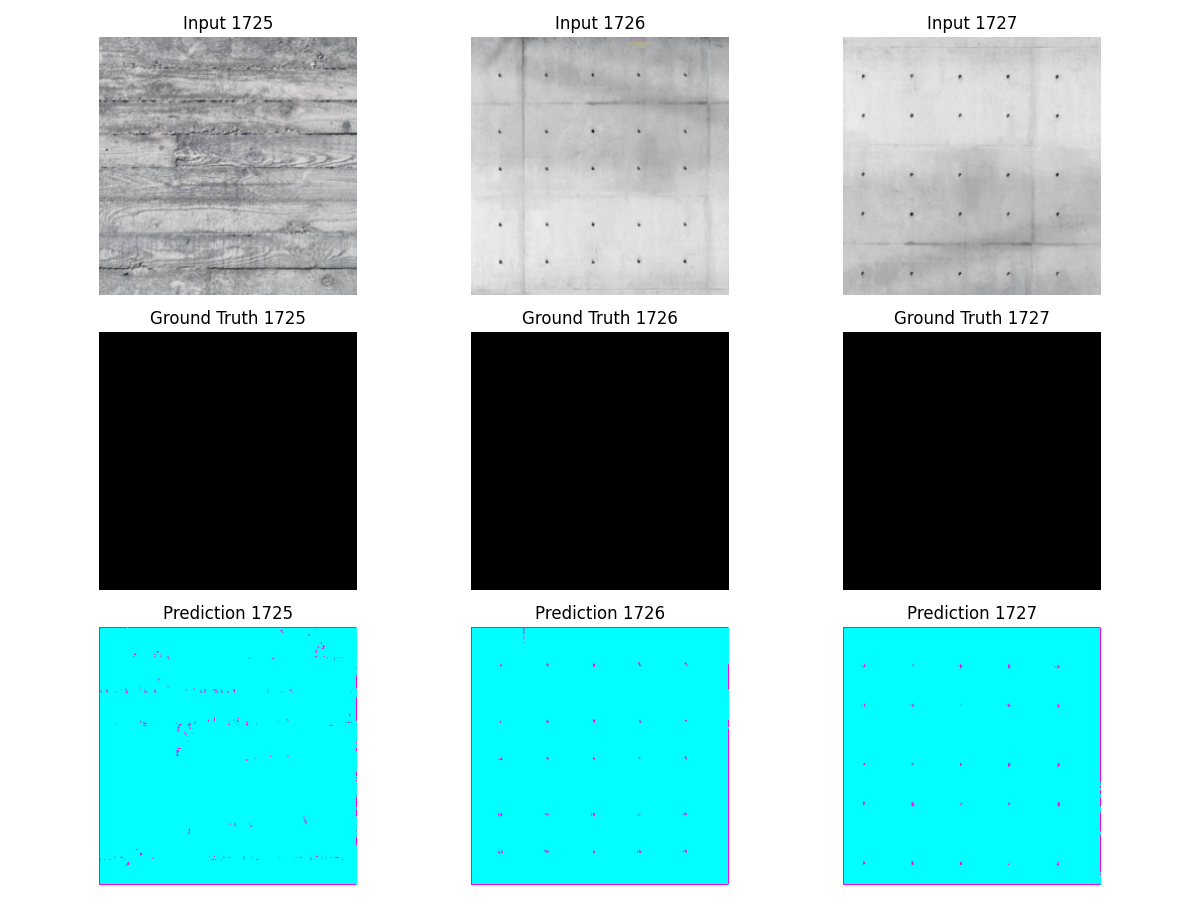 Input 1725
Input 1726
Input 1727
Ground Truth 1725
Ground Truth 1726
Ground Truth 1727
Prediction 1725
Prediction 1726
Prediction 1727